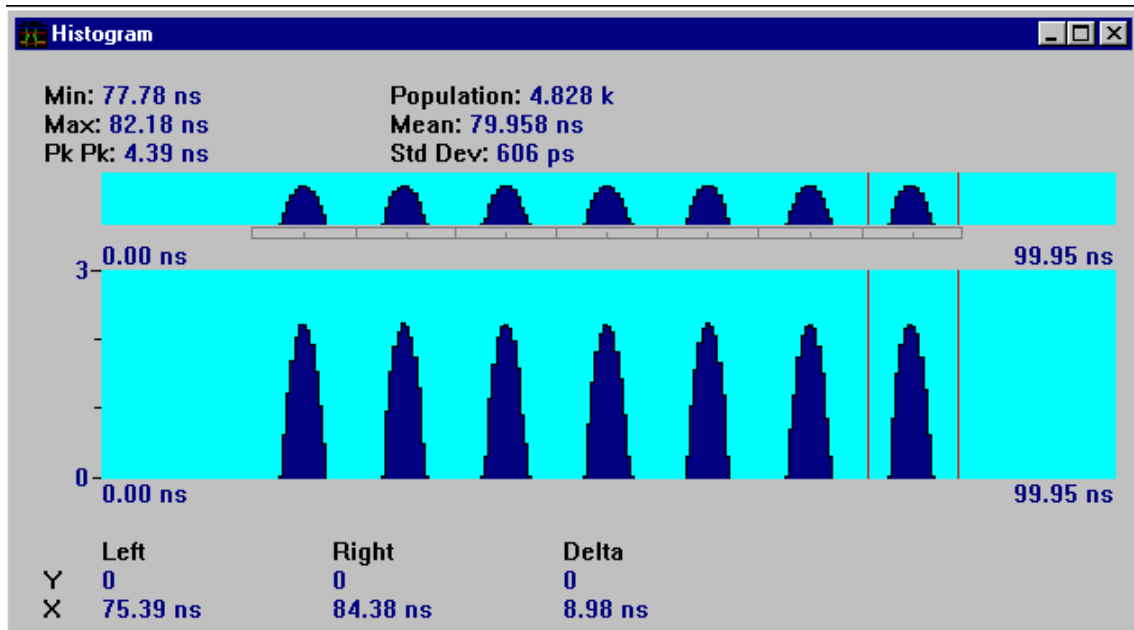 Histogram
Min: 77.78 ns Population: 4.828 k
Max: 82.18 ns Mean: 79.958 ns
Pk Pk: 4.39 ns Std Dev: 606 ps
0.00 ns 99.95 ns
3
0
0.00 ns 99.95 ns
Left Right Delta
Y 0 0 0
X 75.39 ns 84.38 ns 8.98 ns